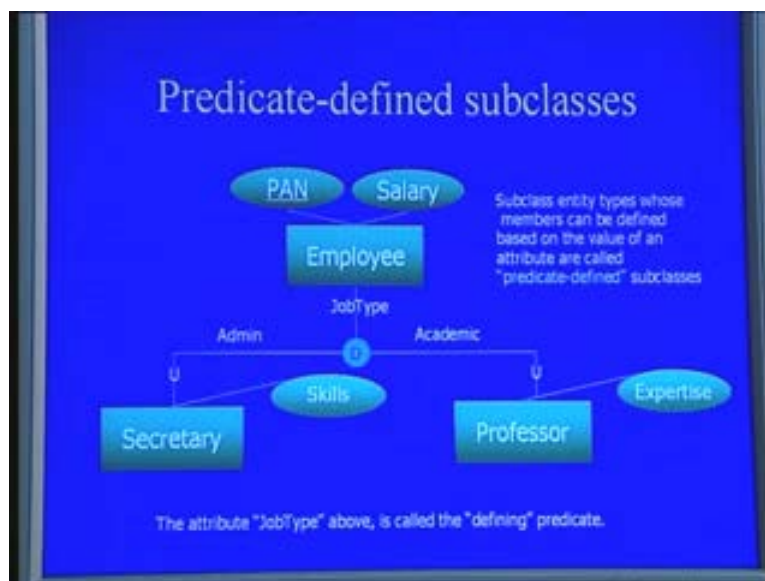 Predicate-defined subclasses
PAN
Salary
Subclass entity types whose
members can be defined
based on the value of an
attribute are called
"predicate-defined" subclasses
Employee
JobType
Admin
Academic
D
U
U
Skills
Expertise
Secretary
Professor
The attribute "JobType" above, is called the "defining" predicate.